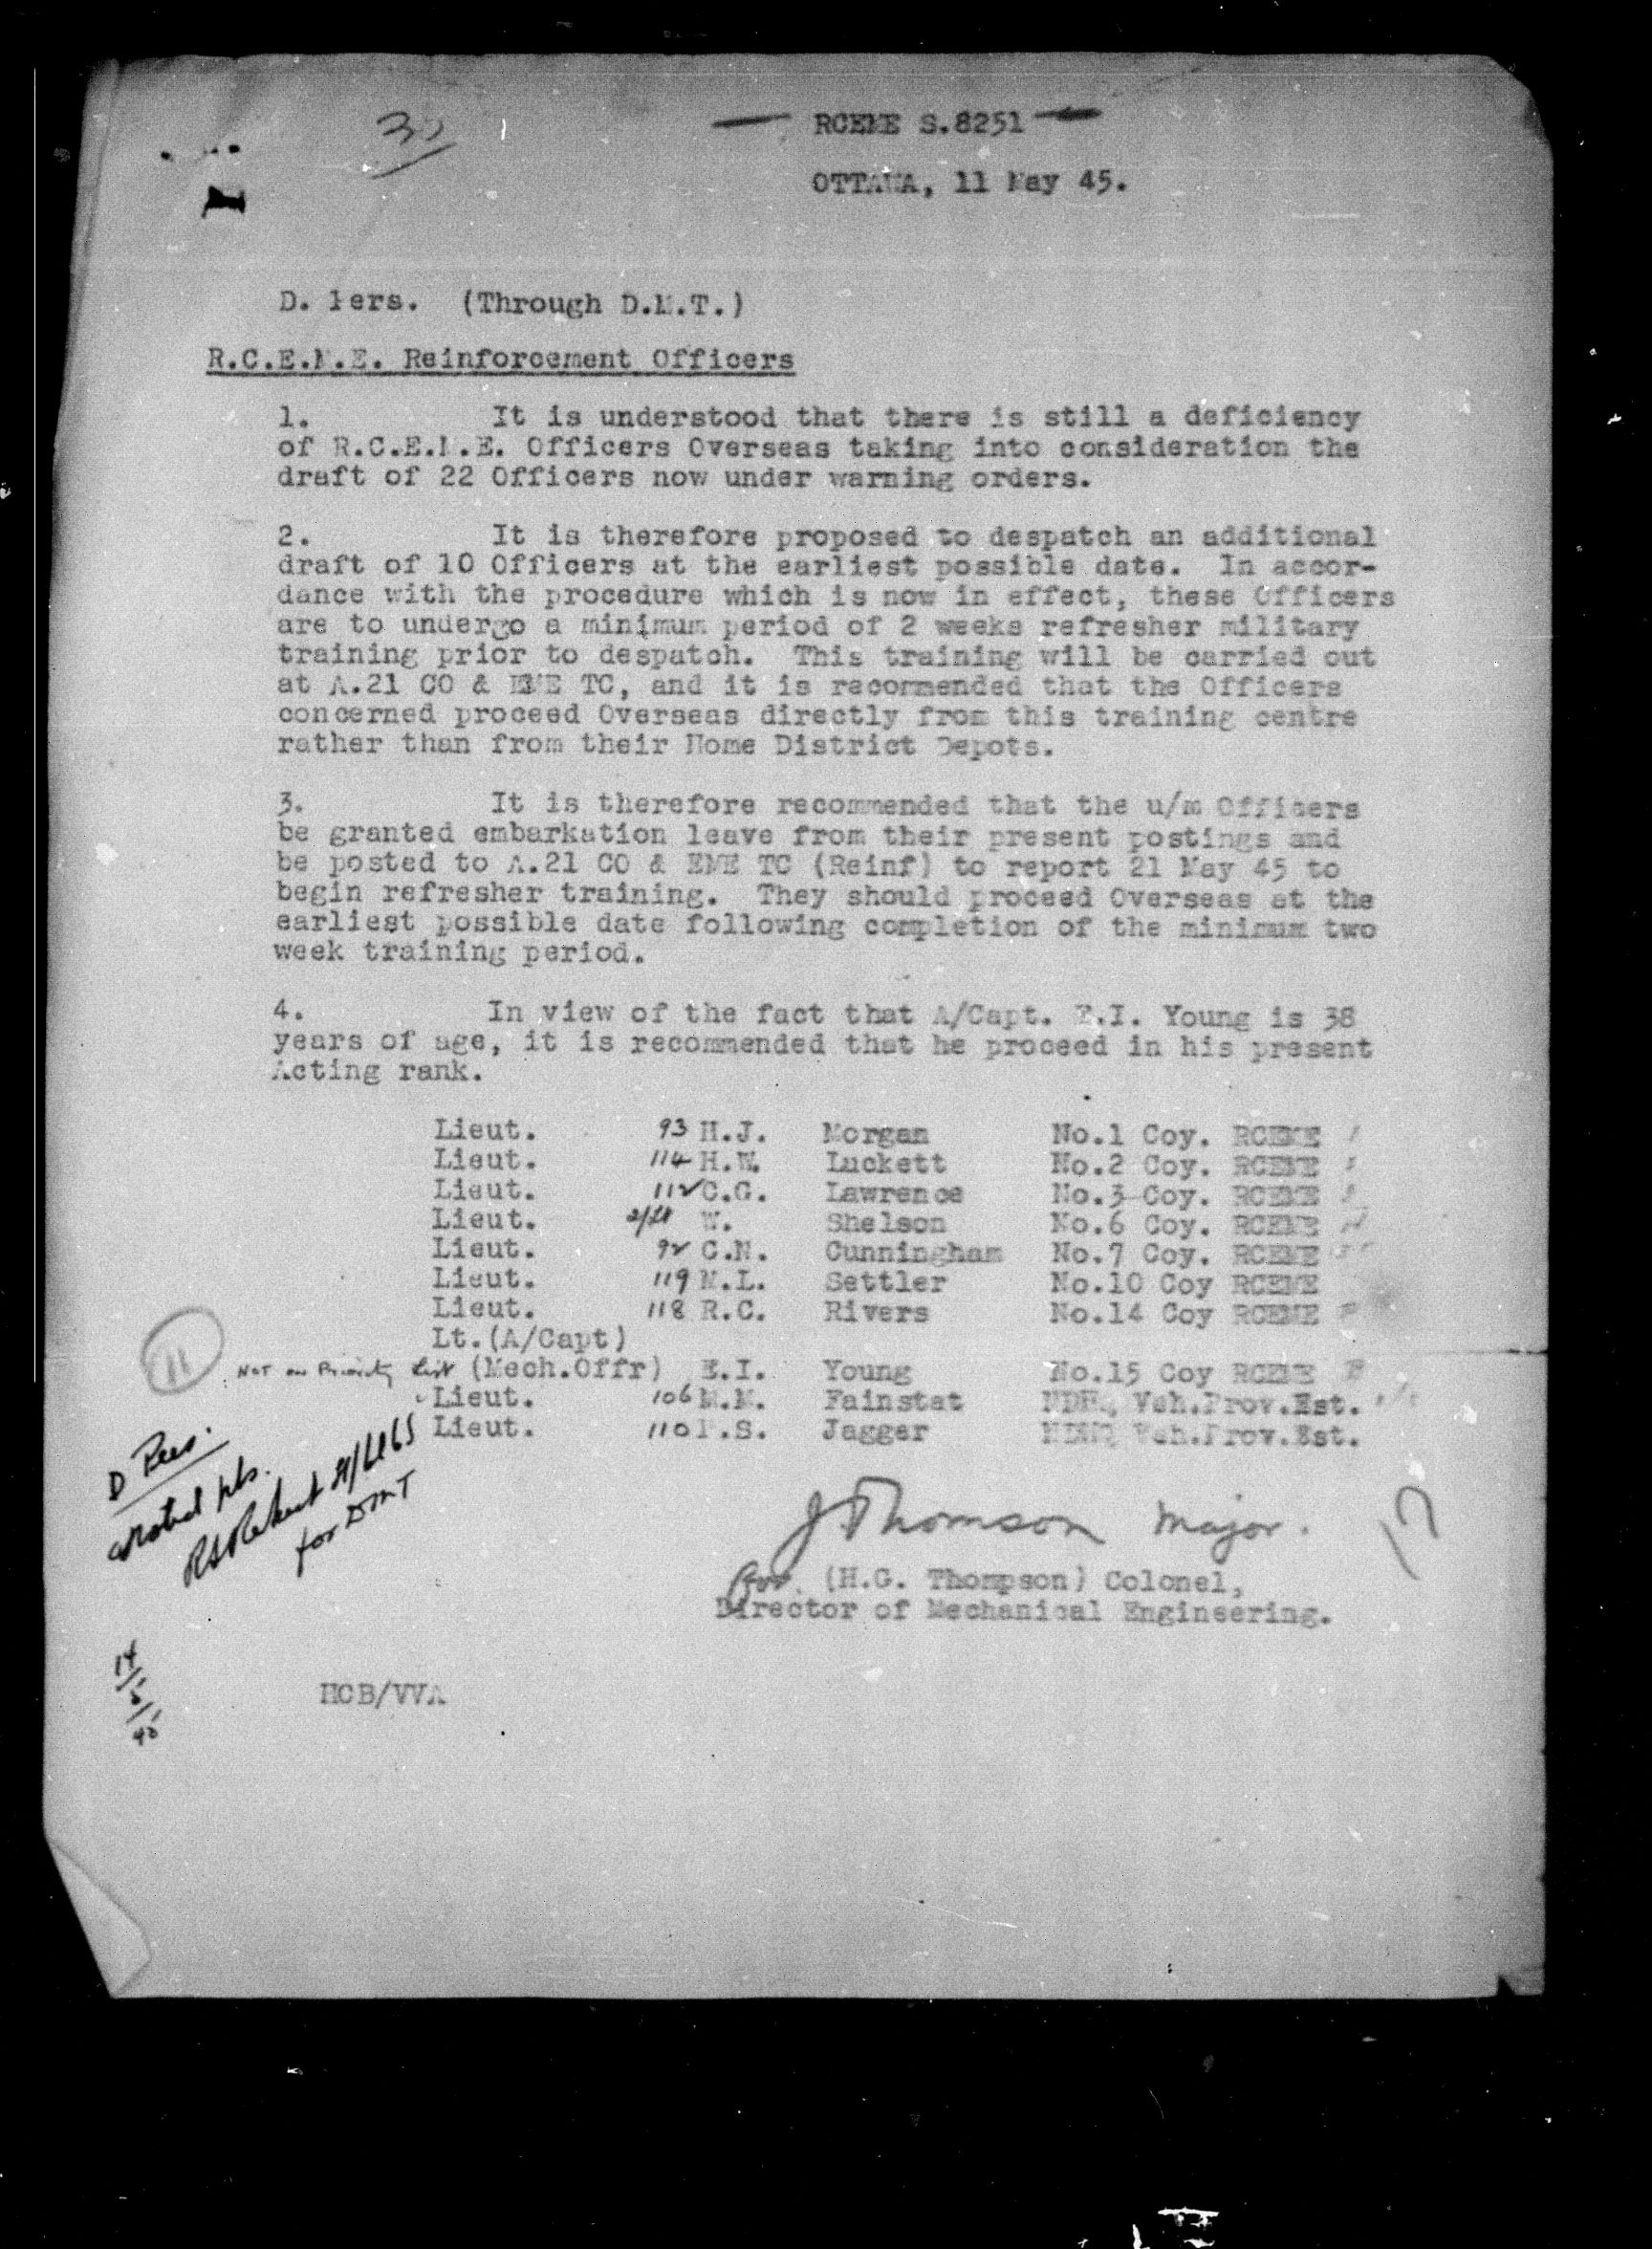 RCEME S.8251
OTTAWA, 11 May 45.
D. Pers. (Through D.M.T.)
R.C.E.M.E. Reinforcement Officers
1. It is understood that there is still a deficiency
of R.C.E.M.E. Officers Overseas taking into consideration the
draft of 22 Officers now under warning orders.
2. It is therefore proposed to despatch an additional
draft of 10 Officers at the earliest possible date. In accor-
dance with the procedure which is now in effect, these Officers
are to undergo a minimum period of 2 weeks refresher military
training prior to despatch. This training will be carried out
at A.21 CO & EME TC, and it is recommended that the Officers
concerned proceed Overseas directly from this training centre
rather than from their Home District Depots.
3. It is therefore recommended that the u/m Officers
be granted embarkation leave from their present postings and
be posted to A.21 CO & EME TC (Reinf) to report 21 May 45 to
begin refresher training. They should proceed Overseas at the
earliest possible date following completion of the minimum two
week training period.
4. In view of the fact that A/Capt. E.I. Young is 38
years of age, it is recommended that he proceed in his present
Acting rank.
Lieut. 93 H.J. Morgan No.1 Coy. RCEME
Lieut. 114 H.W. Luckett No.2 Coy. RCEME
Lieut. 112 C.G. Lawrence No.3 Coy. RCEME
Lieut. W. Shelson No.6 Coy. RCEME
Lieut. 92 C.N. Cunningham No.7 Coy. RCEME
Lieut. 119 M.L. Settler No.10 Coy RCEME
Lieut. 118 R.C. Rivers No.14 Coy RCEME
Lt.(A/Capt)
11 Not on Priority List (Mech.Offr) E.I. Young No.15 Coy RCEME
Lieut. 106 M.M. Fainstat NDHQ Veh.Prov.Est.
Lieut. 110 P.S. Jagger NDHQ Veh.Prov.Est.
D Pers.
Noted pls.
for DMT
J Thomson Major.
for (H.G. Thompson) Colonel,
Director of Mechanical Engineering.
17
HCB/VVA